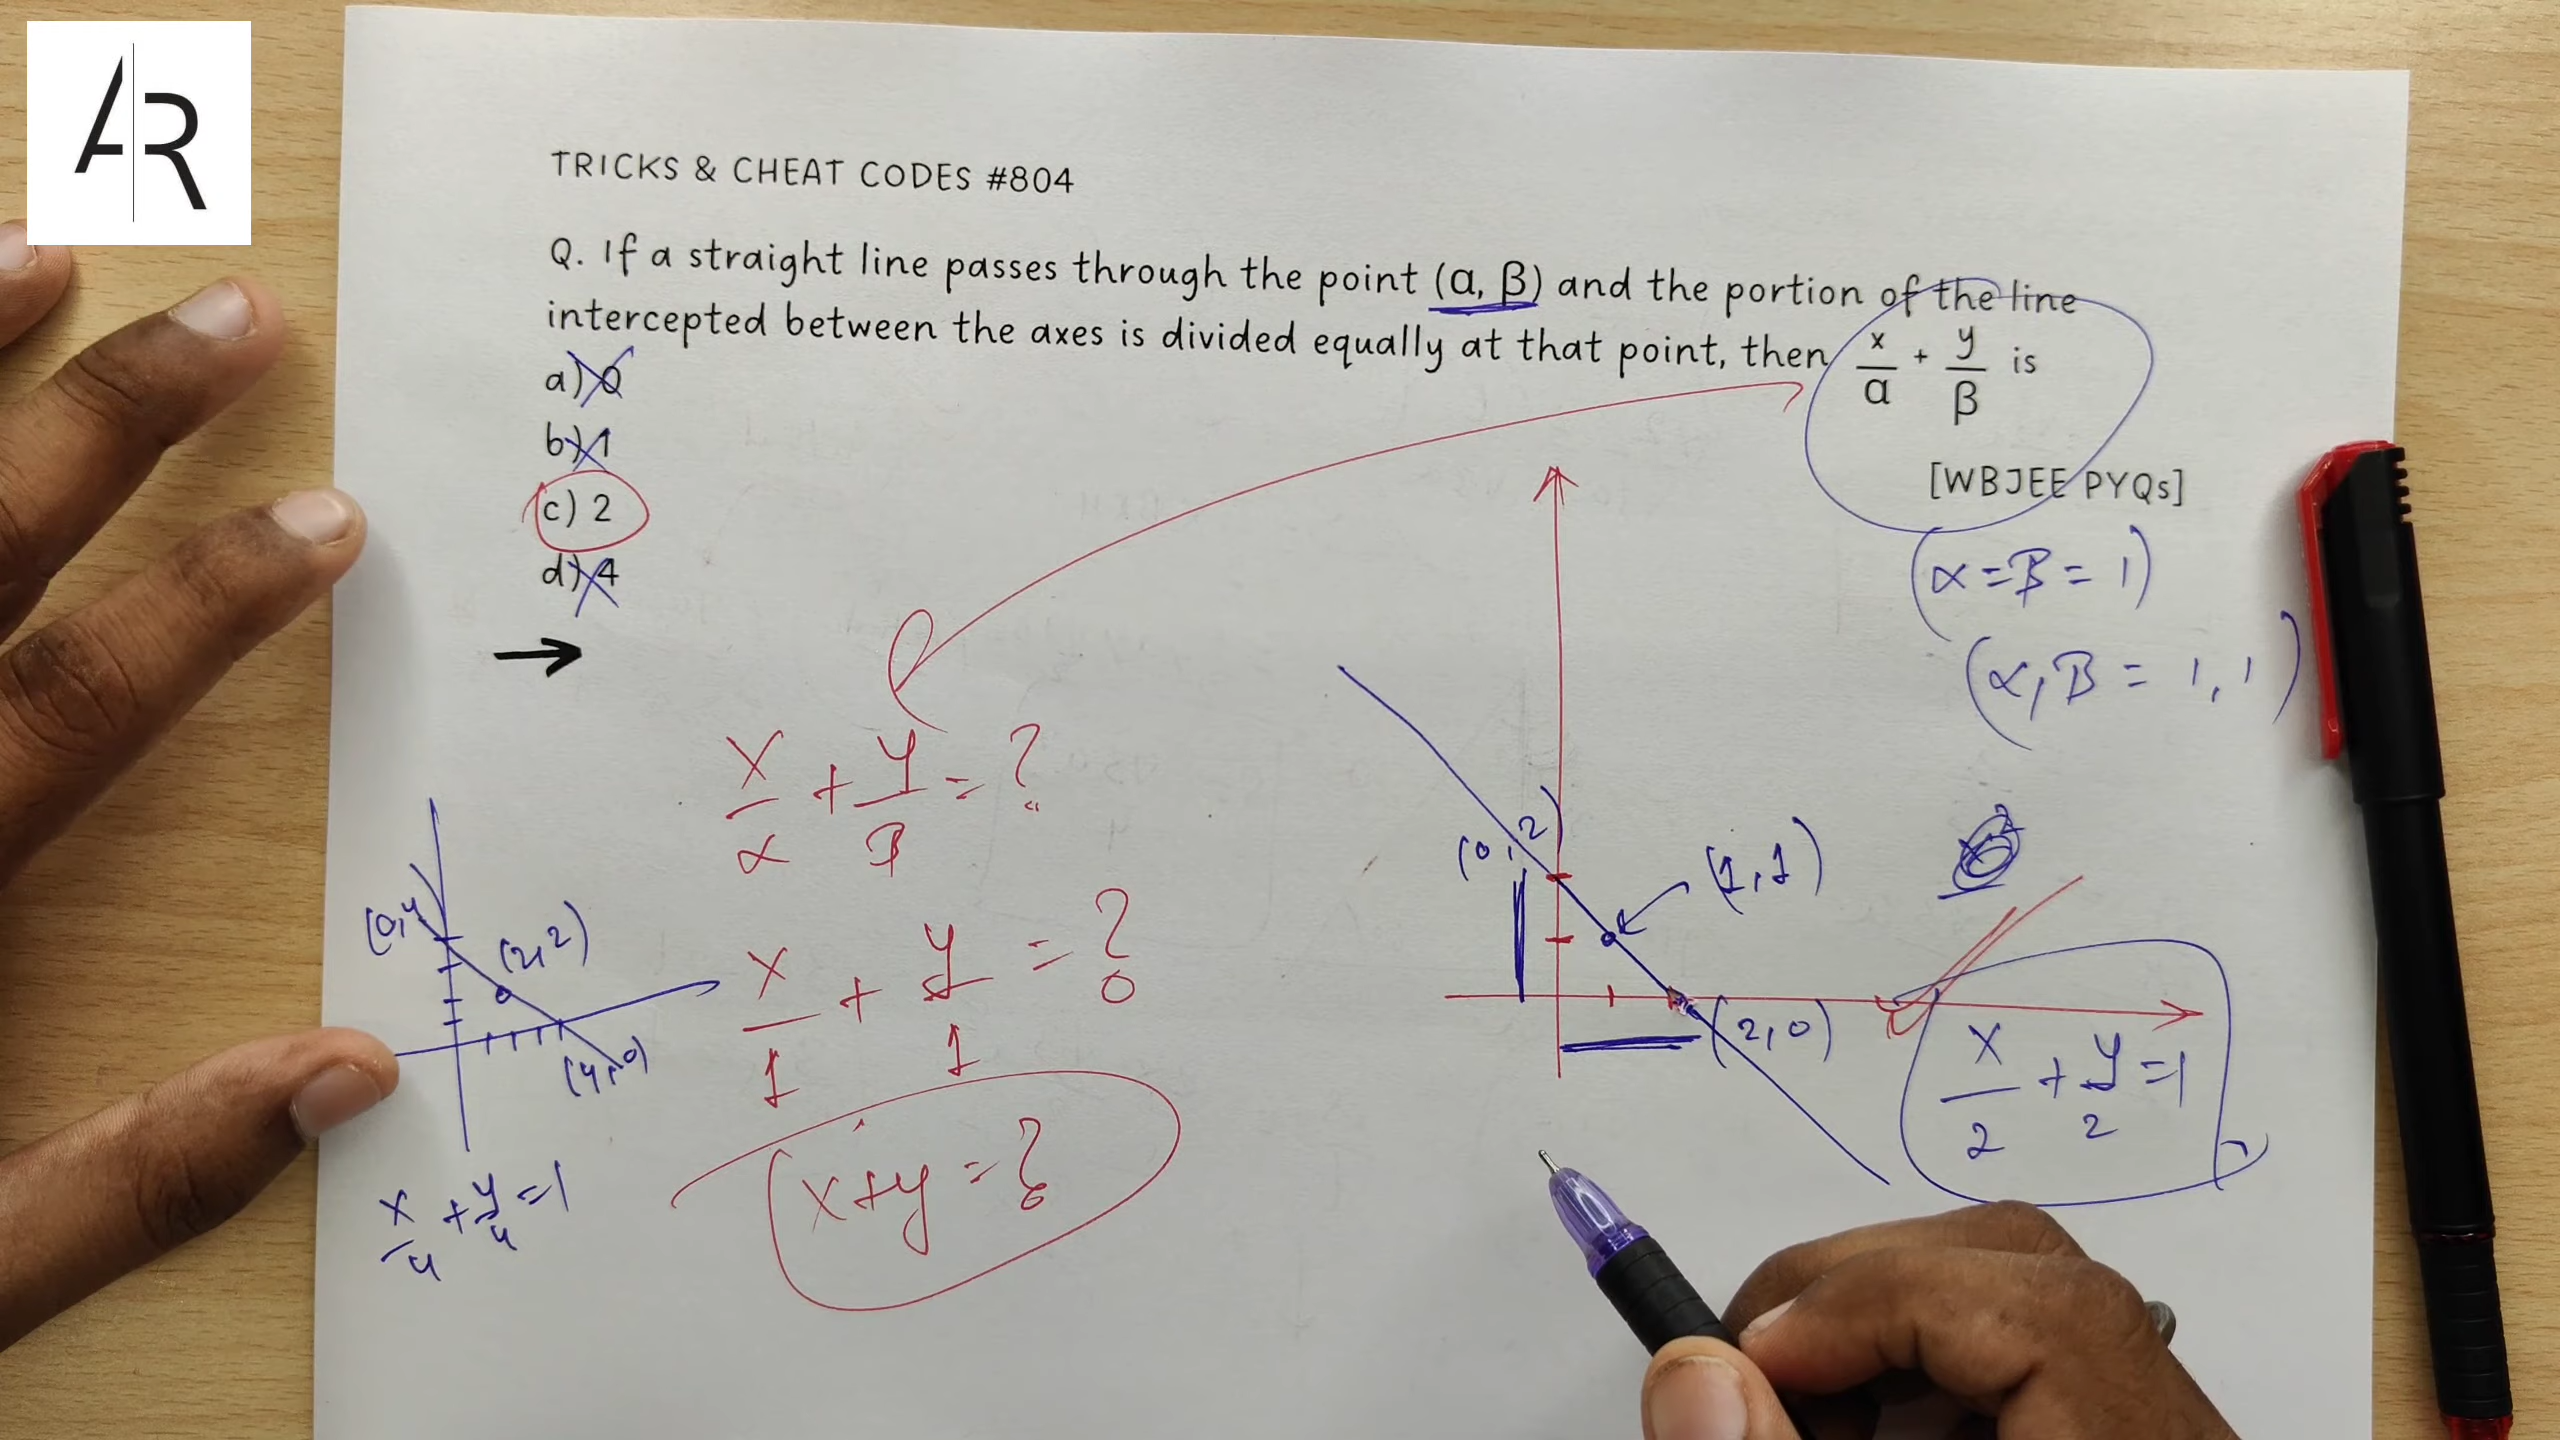 AR
TRICKS & CHEAT CODES #804
Q. If a straight line passes through the point (α, β) and the portion of the line
intercepted between the axes is divided equally at that point, then x/α + y/β is
a) 0
b) 1
c) 2
d) 4
[WBJEE PYQs]
(α = β = 1)
(α, β = 1, 1)
x/α + y/β = ?
x/1 + y/1 = ?
x + y = ?
(0, 4
(2, 2)
(4, 0)
x/4 + y/4 = 1
(0, 2)
(1, 1)
(2, 0)
x/2 + y/2 = 1